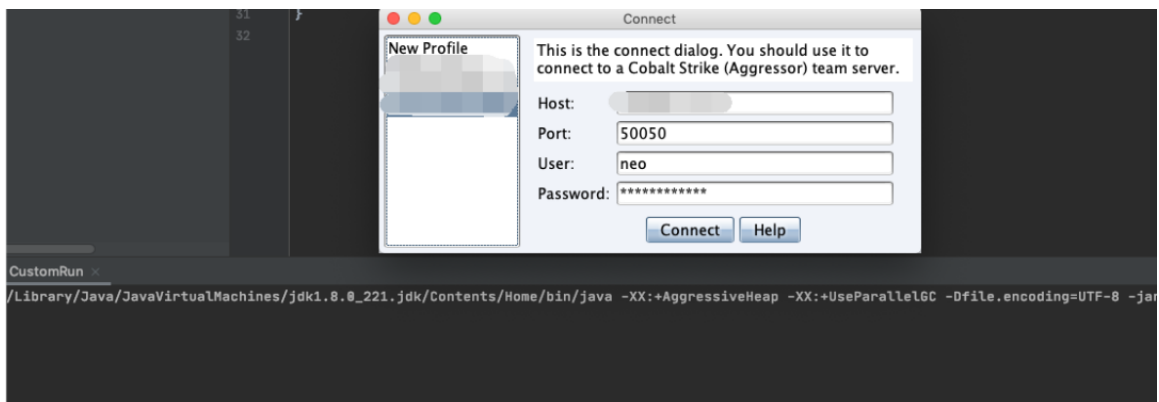 31 }
32
Connect
New Profile
This is the connect dialog. You should use it to
connect to a Cobalt Strike (Aggressor) team server.
Host:
Port: 50050
User: neo
Password: ************
Connect Help
CustomRun ×
/Library/Java/JavaVirtualMachines/jdk1.8.0_221.jdk/Contents/Home/bin/java -XX:+AggressiveHeap -XX:+UseParallelGC -Dfile.encoding=UTF-8 -jar